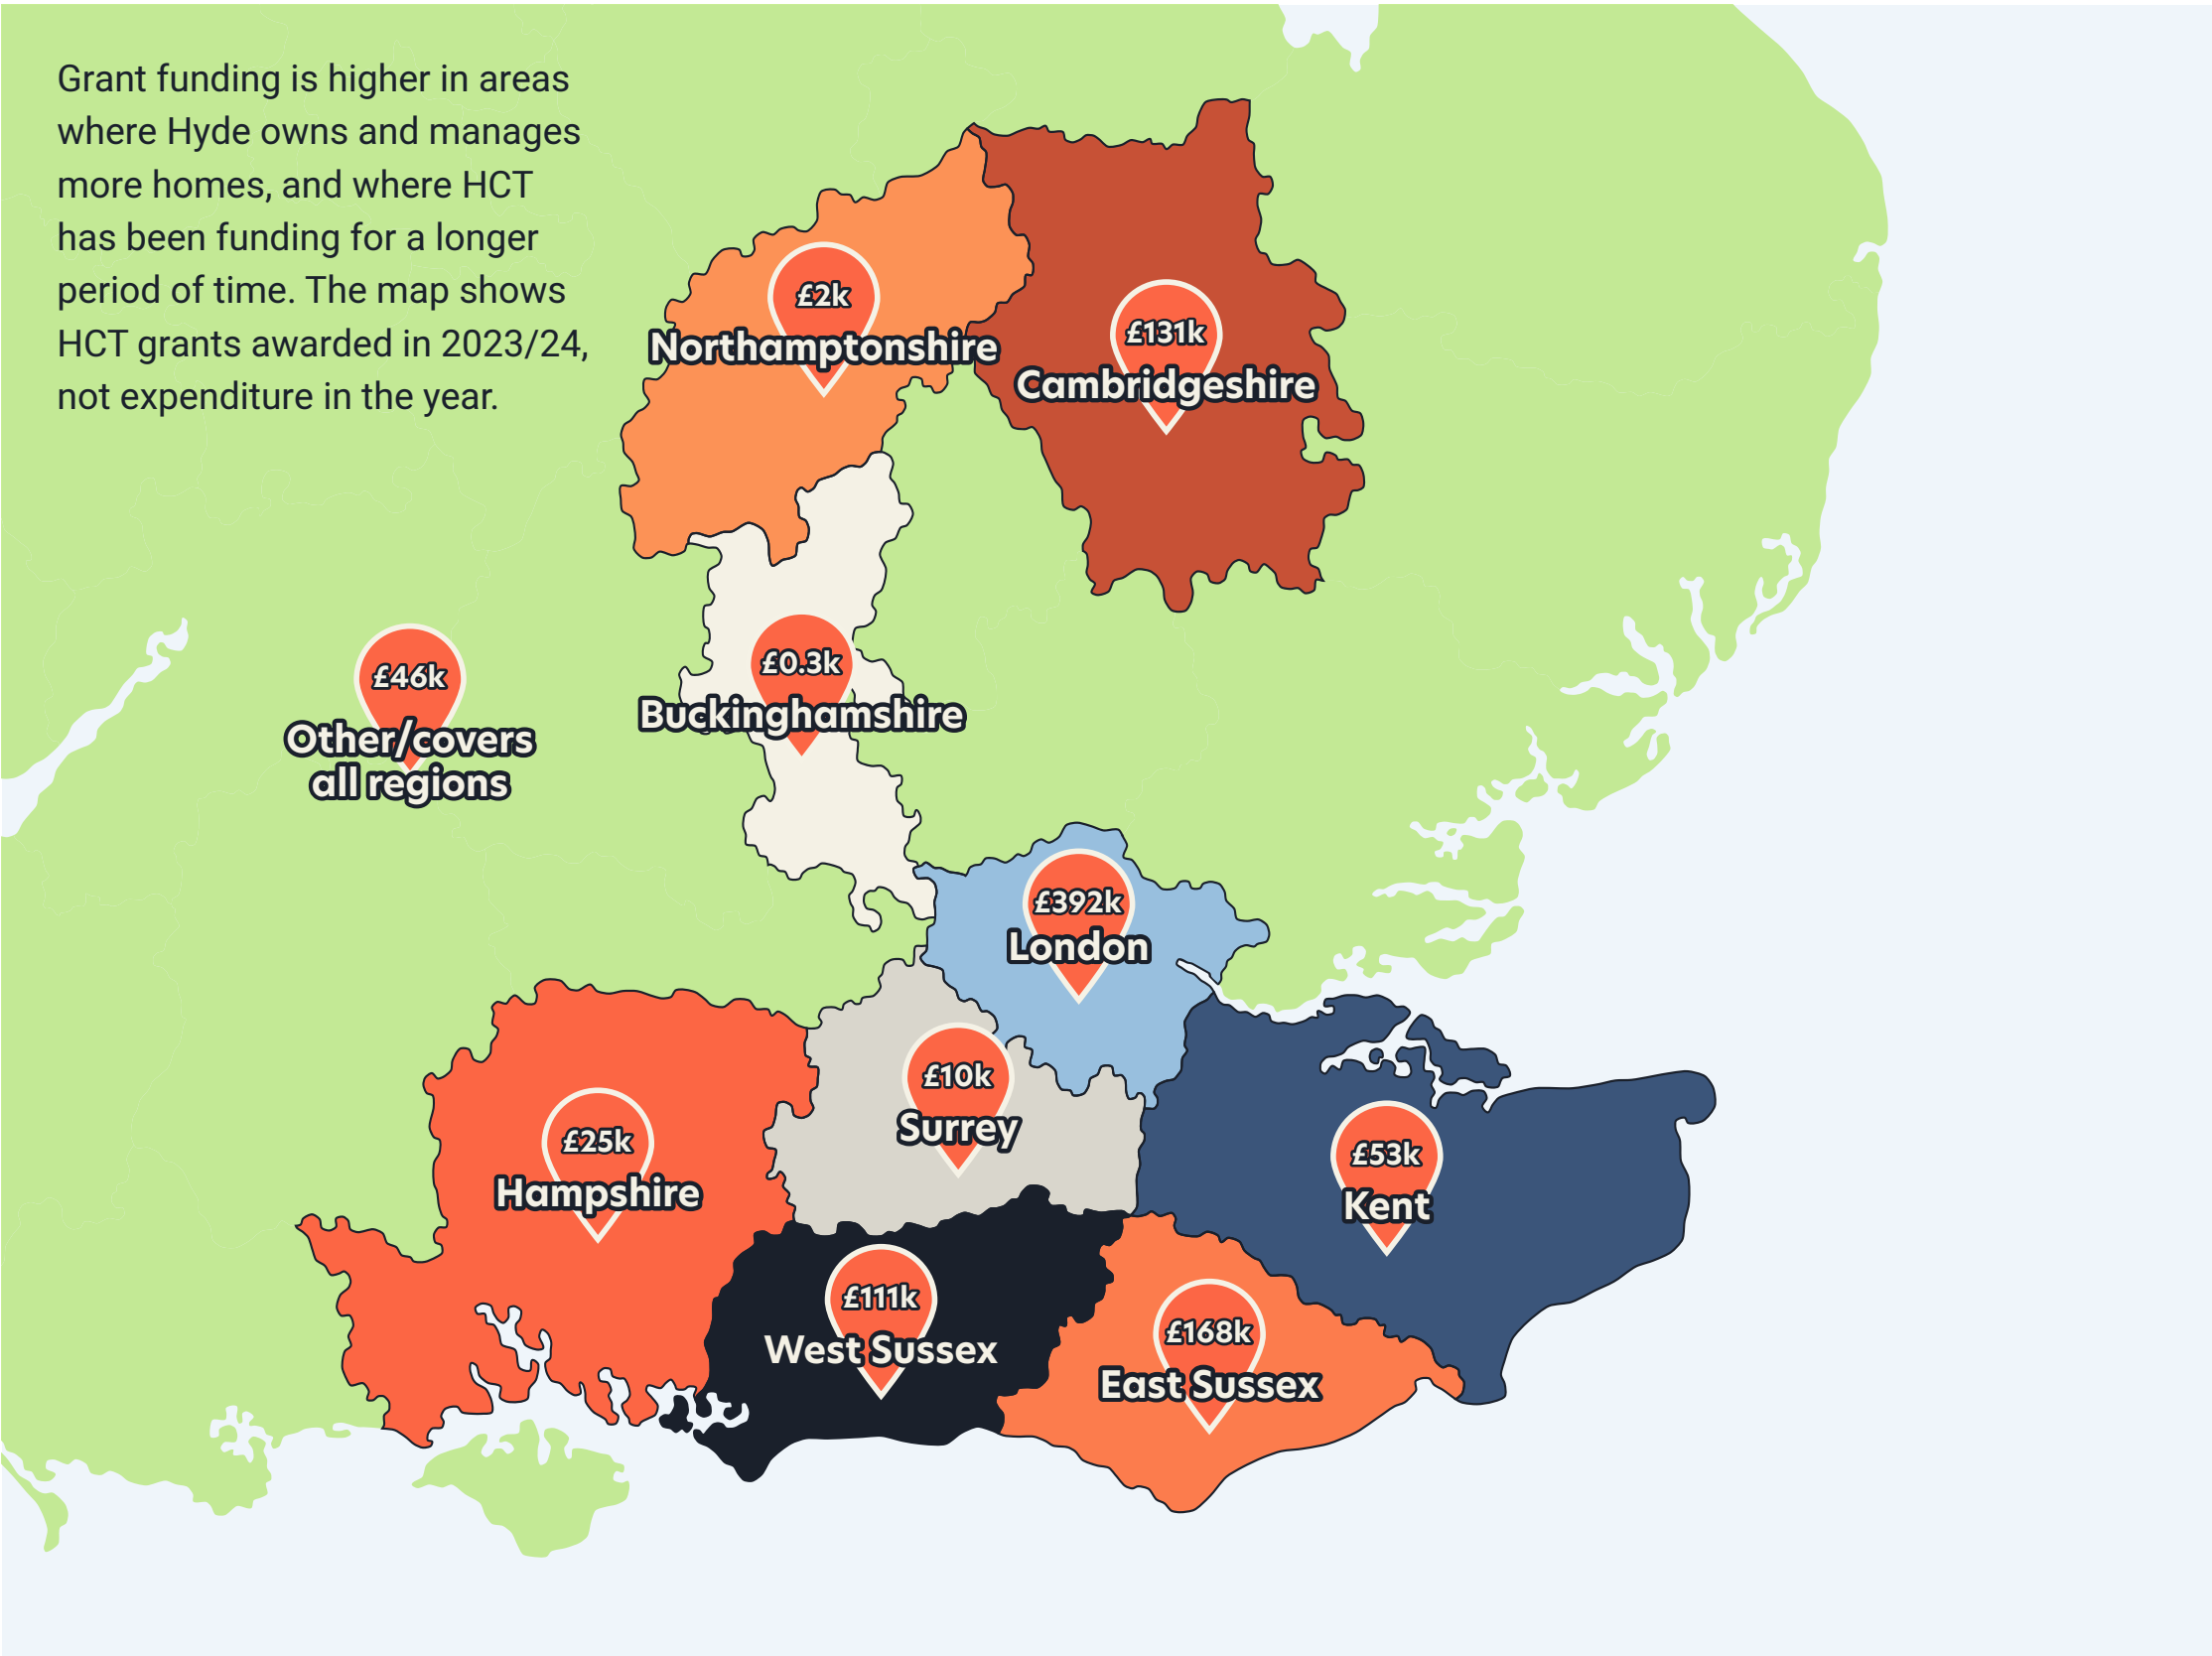 Grant funding is higher in areas
where Hyde owns and manages
more homes, and where HCT
has been funding for a longer
period of time. The map shows
HCT grants awarded in 2023/24,
not expenditure in the year.
£2k
Northamptonshire
£131k
Cambridgeshire
£46k
Other/covers
all regions
£0.3k
Buckinghamshire
£392k
London
£10k
Surrey
£25k
Hampshire
£53k
Kent
£111k
West Sussex
£168k
East Sussex